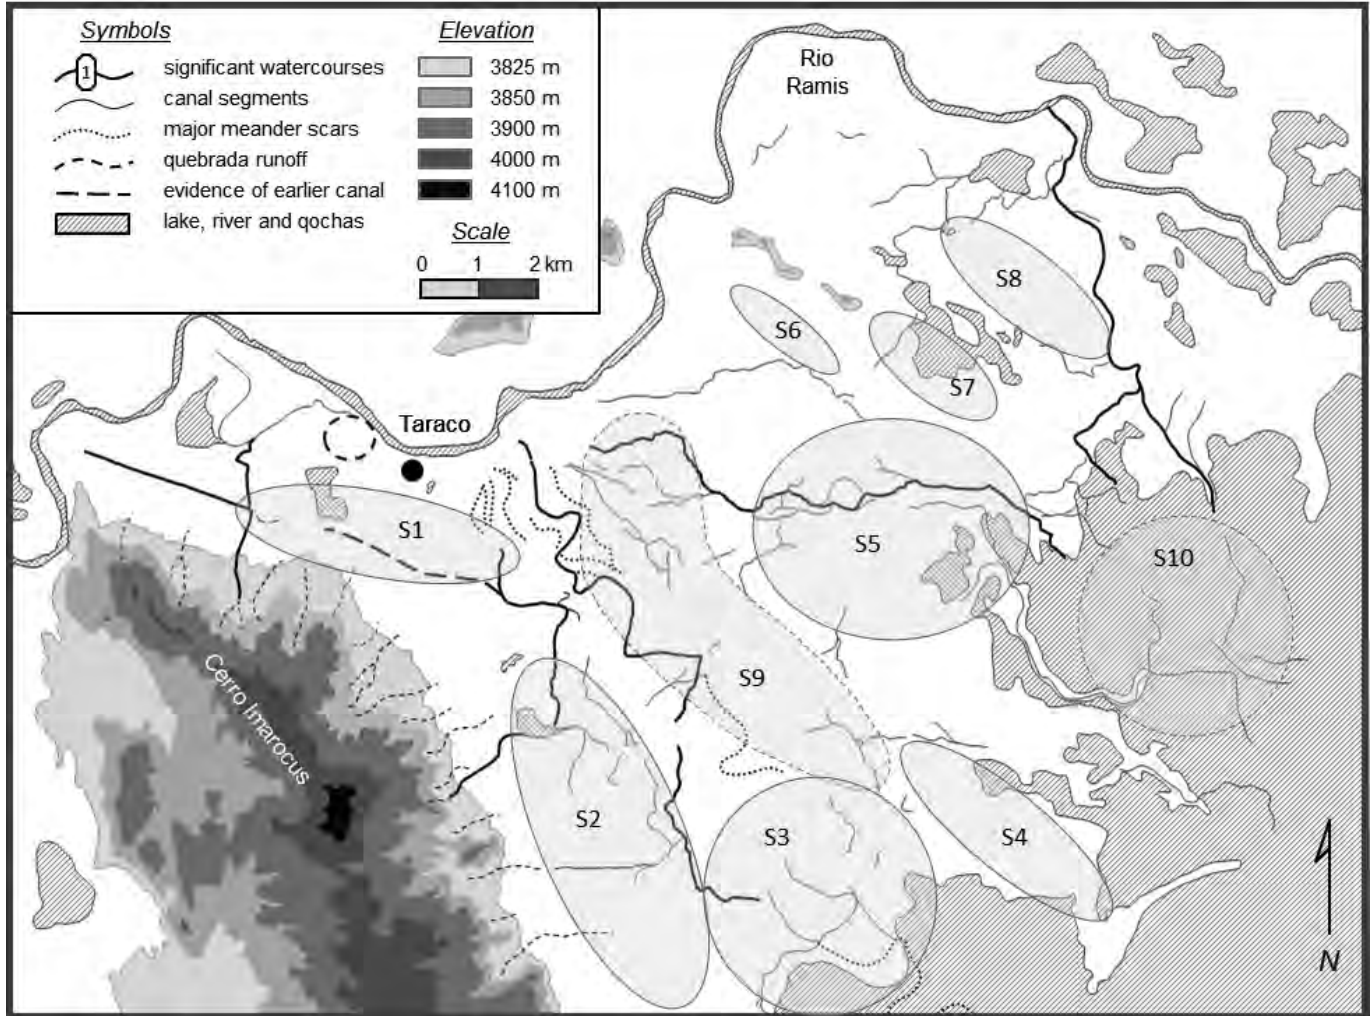 Symbols
1
significant watercourses
canal segments
major meander scars
quebrada runoff
evidence of earlier canal
lake, river and qochas
Elevation
3825 m
3850 m
3900 m
4000 m
4100 m
Scale
0 1 2 km
Rio
Ramis
S8
S6
S7
Taraco
S1
S5
S10
S9
Cerro Imarocus
S2
S3
S4
N